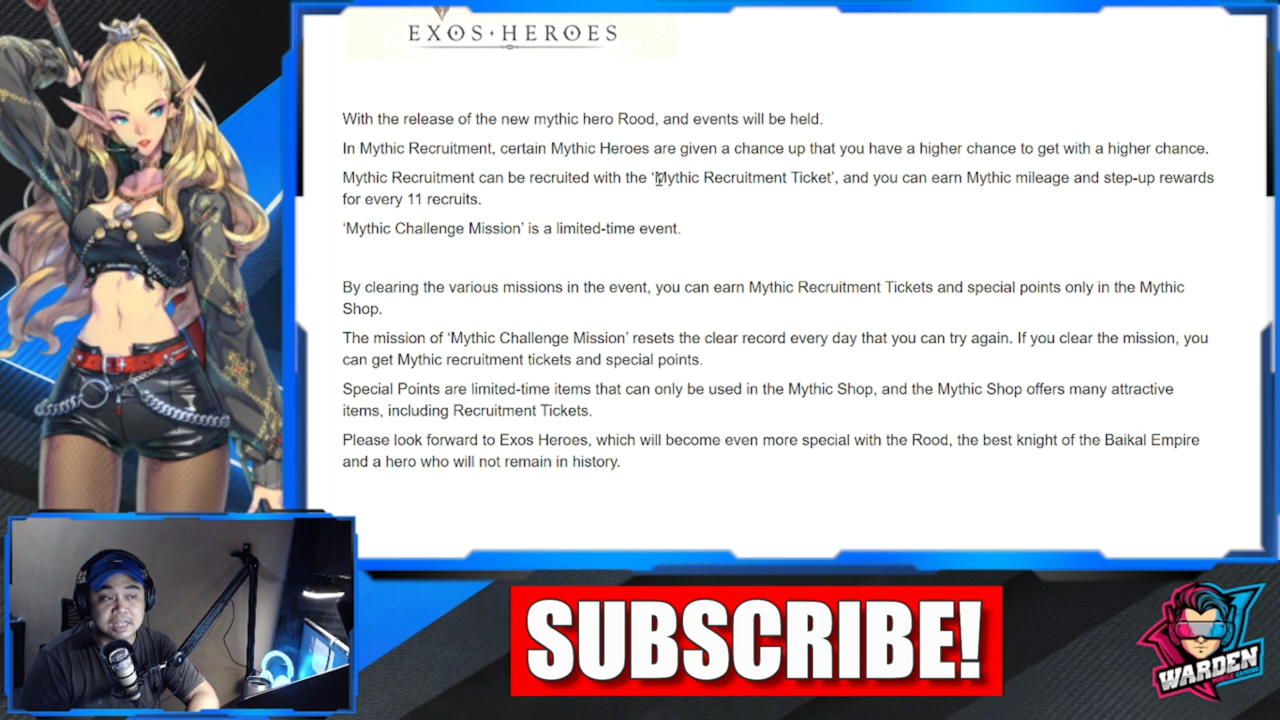 EXOS HEROES
With the release of the new mythic hero Rood, and events will be held.
In Mythic Recruitment, certain Mythic Heroes are given a chance up that you have a higher chance to get with a higher chance.
Mythic Recruitment can be recruited with the ‘Mythic Recruitment Ticket’, and you can earn Mythic mileage and step-up rewards
for every 11 recruits.
‘Mythic Challenge Mission’ is a limited-time event.
By clearing the various missions in the event, you can earn Mythic Recruitment Tickets and special points only in the Mythic
Shop.
The mission of ‘Mythic Challenge Mission’ resets the clear record every day that you can try again. If you clear the mission, you
can get Mythic recruitment tickets and special points.
Special Points are limited-time items that can only be used in the Mythic Shop, and the Mythic Shop offers many attractive
items, including Recruitment Tickets.
Please look forward to Exos Heroes, which will become even more special with the Rood, the best knight of the Baikal Empire
and a hero who will not remain in history.
SUBSCRIBE!
WARDEN
MOBILE GAMING